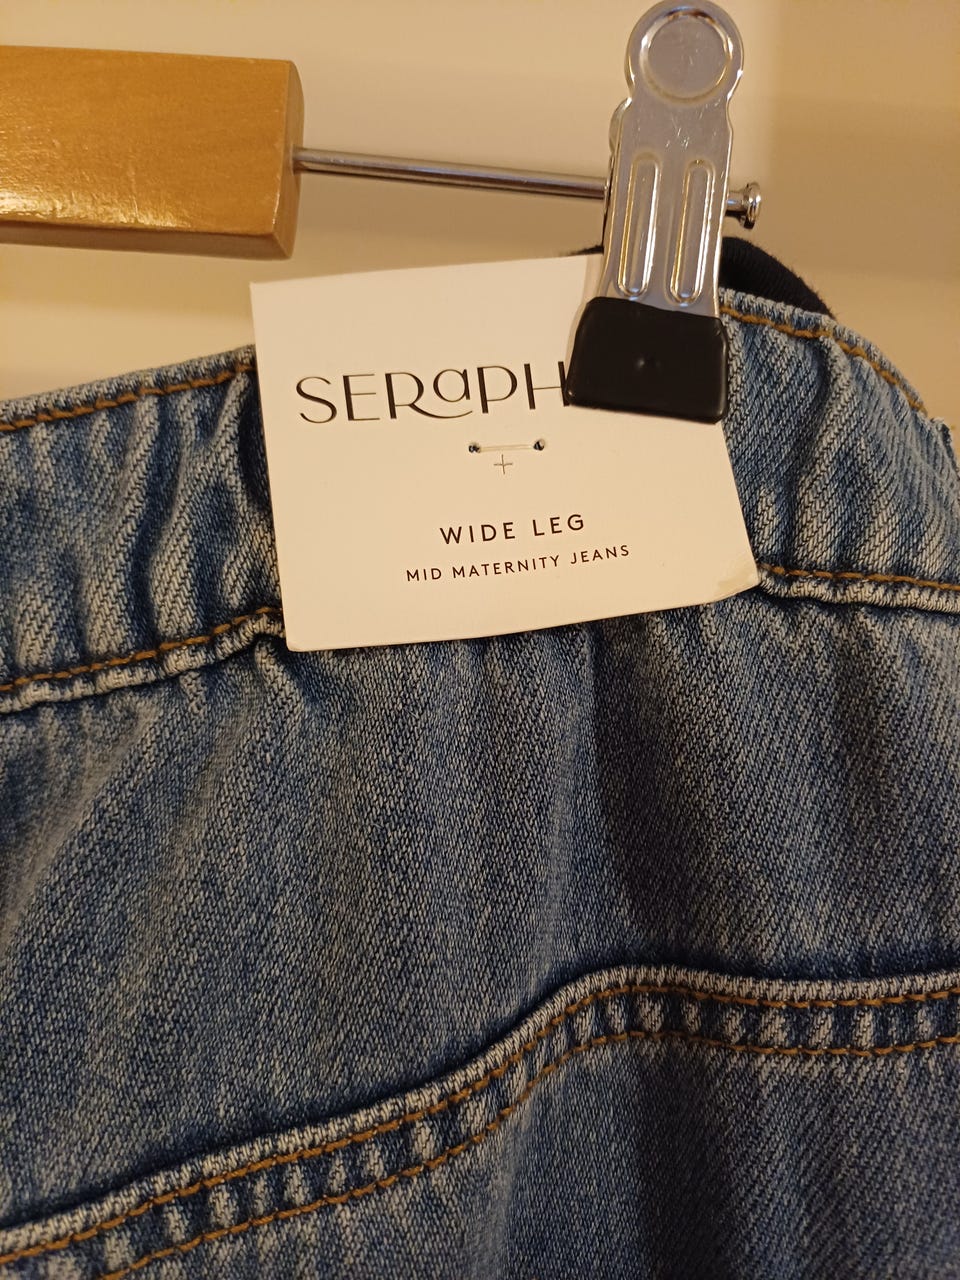 SERAPH
WIDE LEG
MID MATERNITY JEANS